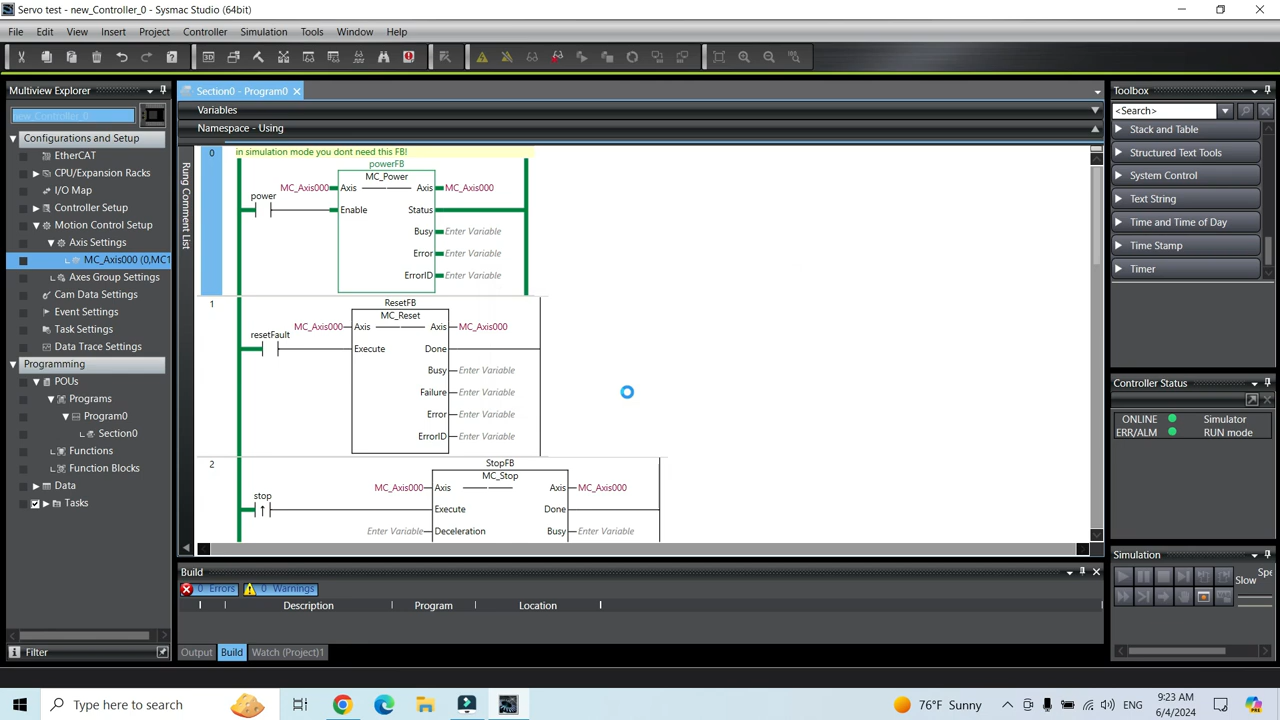 Servo test - new_Controller_0 - Sysmac Studio (64bit)
File Edit View Insert Project Controller Simulation Tools Window Help
Multiview Explorer
new_Controller_0
Configurations and Setup
EtherCAT
CPU/Expansion Racks
I/O Map
Controller Setup
Motion Control Setup
Axis Settings
MC_Axis000 (0,MC1
Axes Group Settings
Cam Data Settings
Event Settings
Task Settings
Data Trace Settings
Programming
POUs
Programs
Program0
Section0
Functions
Function Blocks
Data
Tasks
Filter
Section0 - Program0
Variables
Namespace - Using
Rung Comment List
0
in simulation mode you dont need this FB!
powerFB
MC_Power
MC_Axis000 Axis Axis MC_Axis000
power
Enable Status
Busy Enter Variable
Error Enter Variable
ErrorID Enter Variable
1
ResetFB
MC_Reset
MC_Axis000 Axis Axis MC_Axis000
resetFault
Execute Done
Busy Enter Variable
Failure Enter Variable
Error Enter Variable
ErrorID Enter Variable
2
StopFB
MC_Stop
MC_Axis000 Axis Axis MC_Axis000
stop
Execute Done
Enter Variable Deceleration Busy Enter Variable
Build
0 Errors 0 Warnings
Description Program Location
Output Build Watch (Project)1
Toolbox
<Search>
Stack and Table
Structured Text Tools
System Control
Text String
Time and Time of Day
Time Stamp
Timer
Controller Status
ONLINE Simulator
ERR/ALM RUN mode
Simulation
Spe
Slow
Type here to search
76°F Sunny
ENG
9:23 AM
6/4/2024